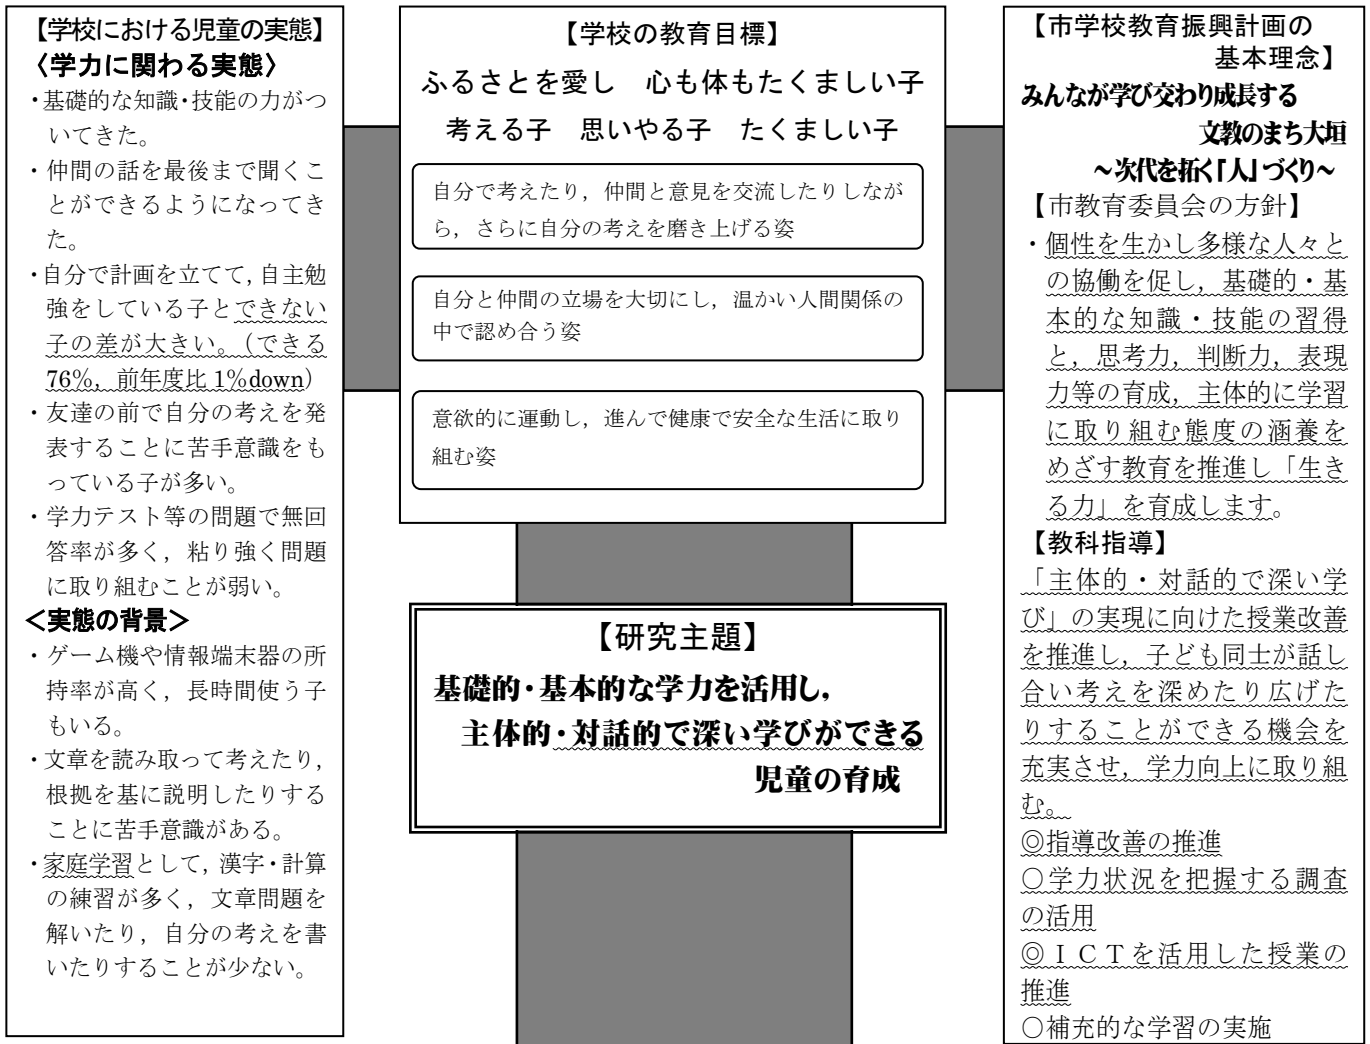 【学校における児童の実態】
〈学力に関わる実態〉
・基礎的な知識・技能の力がつ
いてきた。
・仲間の話を最後まで聞くこ
とができるようになってき
た。
・自分で計画を立てて，自主勉
強をしている子とできない
子の差が大きい。（できる
76％，前年度比 1％down）
・友達の前で自分の考えを発
表することに苦手意識をも
っている子が多い。
・学力テスト等の問題で無回
答率が多く，粘り強く問題
に取り組むことが弱い。
＜実態の背景＞
・ゲーム機や情報端末器の所
持率が高く，長時間使う子
もいる。
・文章を読み取って考えたり，
根拠を基に説明したりする
ことに苦手意識がある。
・家庭学習として，漢字・計算
の練習が多く，文章問題を
解いたり，自分の考えを書
いたりすることが少ない。
【学校の教育目標】
ふるさとを愛し　心も体もたくましい子
考える子　思いやる子　たくましい子
自分で考えたり，仲間と意見を交流したりしなが
ら，さらに自分の考えを磨き上げる姿
自分と仲間の立場を大切にし，温かい人間関係の
中で認め合う姿
意欲的に運動し，進んで健康で安全な生活に取り
組む姿
【研究主題】
基礎的・基本的な学力を活用し，
主体的・対話的で深い学びができる
児童の育成
【市学校教育振興計画の
基本理念】
みんなが学び交わり成長する
文教のまち大垣
～次代を拓く「人」づくり～
【市教育委員会の方針】
・個性を生かし多様な人々と
の協働を促し，基礎的・基
本的な知識・技能の習得
と，思考力，判断力，表現
力等の育成，主体的に学習
に取り組む態度の涵養を
めざす教育を推進し「生き
る力」を育成します。
【教科指導】
「主体的・対話的で深い学
び」の実現に向けた授業改善
を推進し，子ども同士が話し
合い考えを深めたり広げた
りすることができる機会を
充実させ，学力向上に取り組
む。
◎指導改善の推進
○学力状況を把握する調査
の活用
◎ＩＣＴを活用した授業の
推進
○補充的な学習の実施